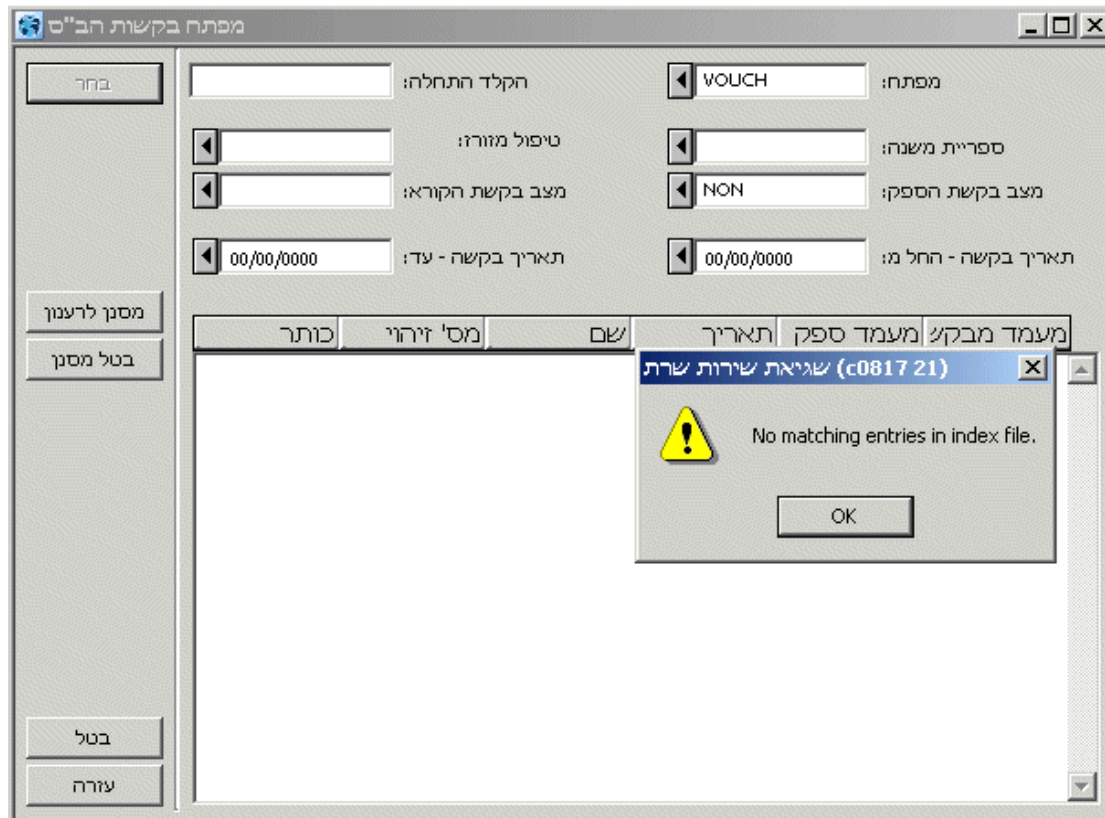 מפתח בקשות הב"ס
בחר
מפתח: VOUCH
הקלד התחלה:
ספריית משנה:
טיפול מזורז:
מצב בקשת הספק: NON
מצב בקשת הקורא:
תאריך בקשה - החל מ: 00/00/0000
תאריך בקשה - עד: 00/00/0000
מסנן לרענון
בטל מסנן
מעמד מבקש מעמד ספק תאריך שם מס' זיהוי כותר
שגיאת שירות שרת (c0817 21)
No matching entries in index file.
OK
בטל
עזרה